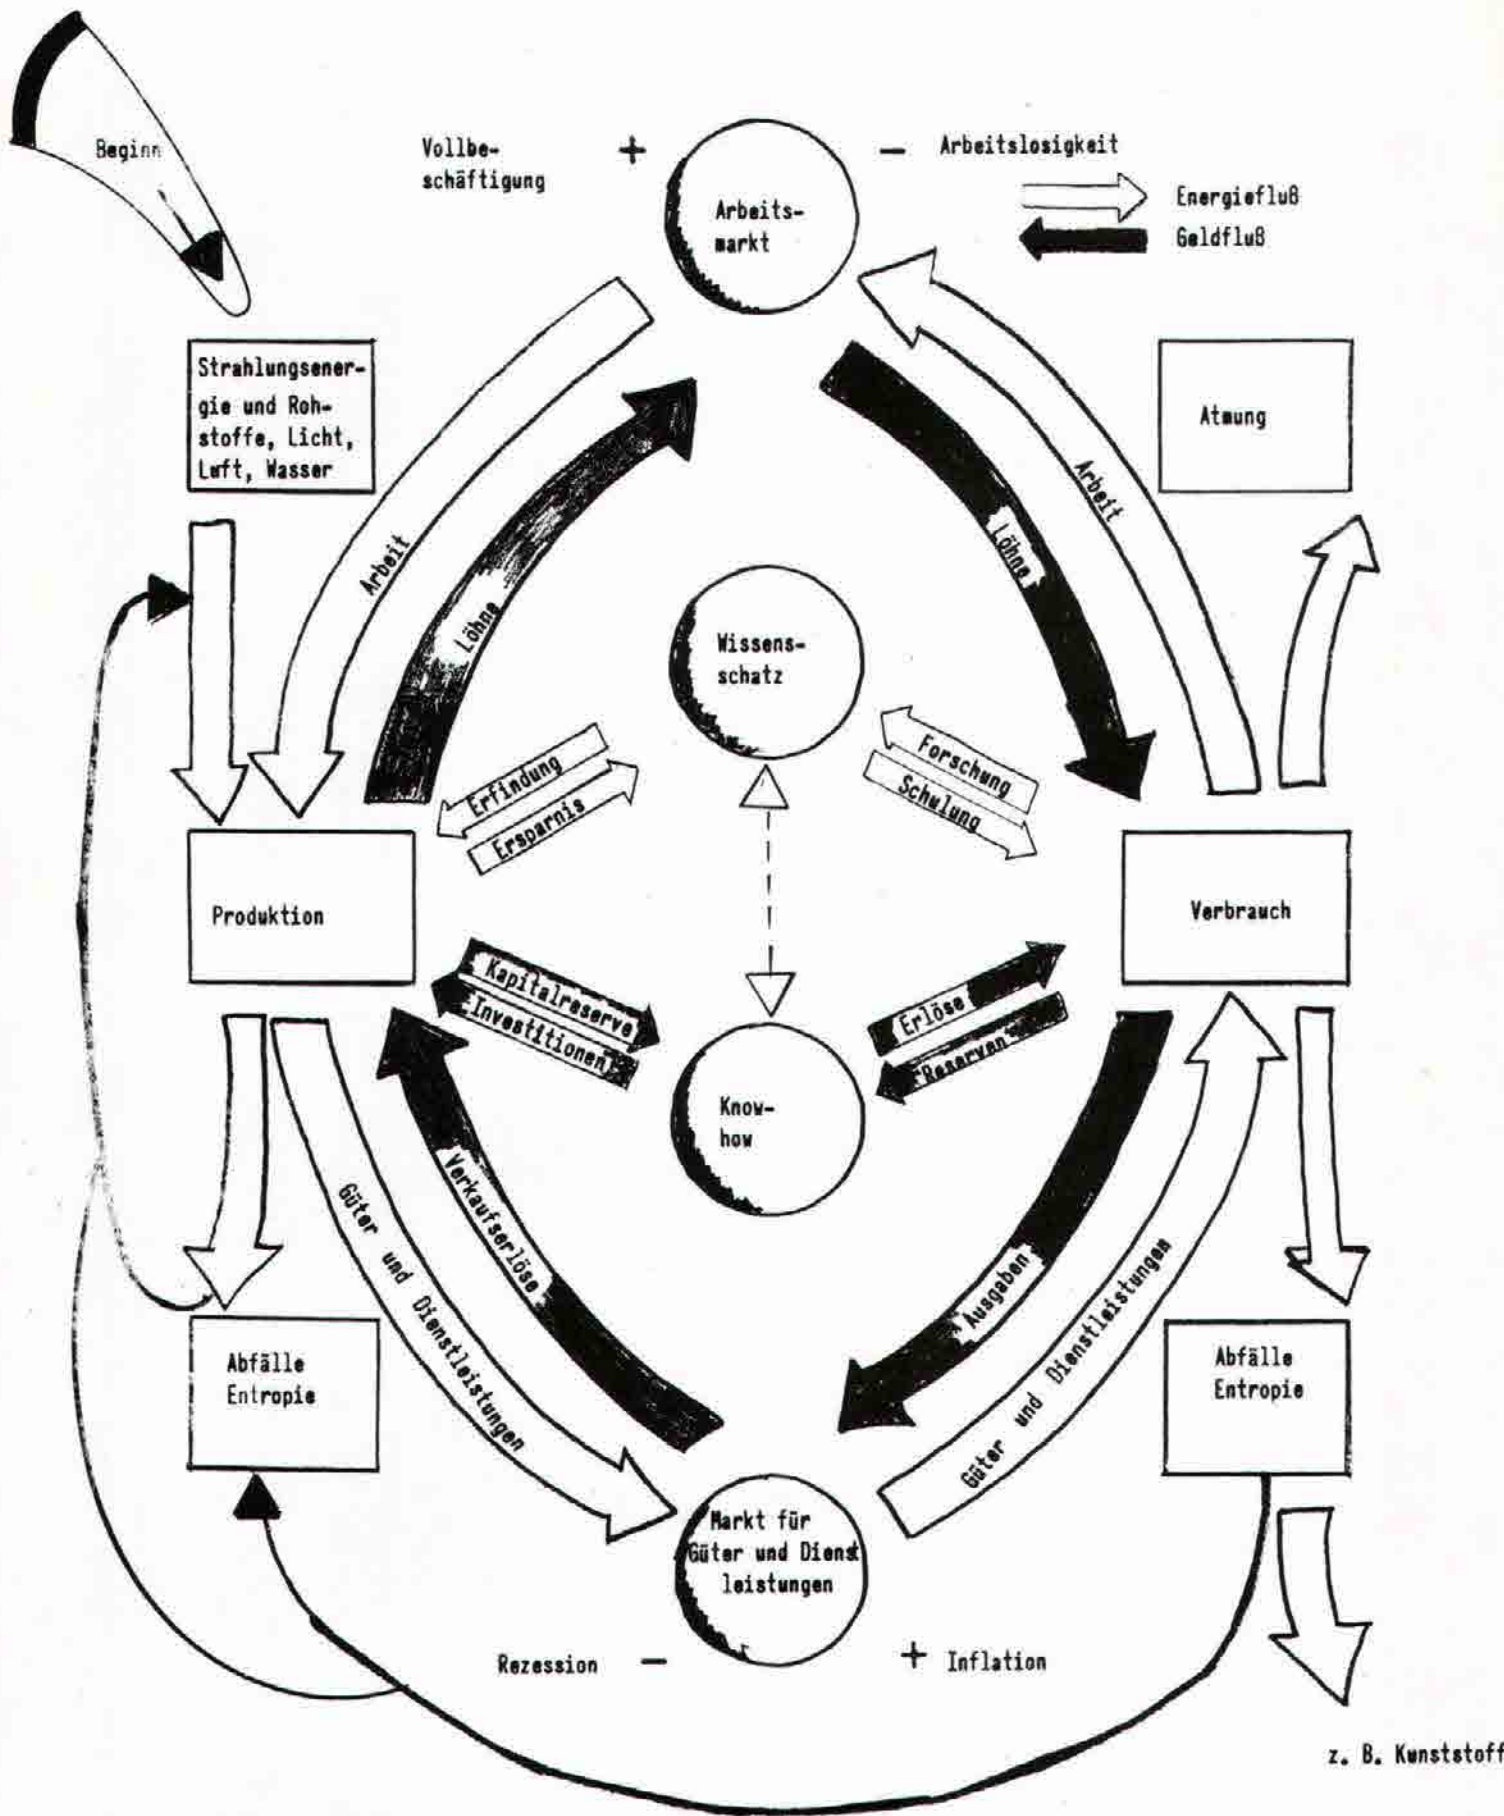 Beginn
Vollbe-
schäftigung
+
Arbeits-
markt
-
Arbeitslosigkeit
Energiefluß
Geldfluß
Strahlungsener-
gie und Roh-
stoffe, Licht,
Luft, Wasser
Atmung
Arbeit
Löhne
Löhne
Arbeit
Wissens-
schatz
Erfindung
Ersparnis
Forschung
Schulung
Produktion
Verbrauch
Kapitalreserve
Investitionen
Erlöse
Reserven
Know-
how
Güter und Dienstleistungen
Verkaufserlöse
Ausgaben
Güter und Dienstleistungen
Abfälle
Entropie
Abfälle
Entropie
Markt für
Güter und Dienst
leistungen
Rezession
-
+
Inflation
z. B. Kunststoff